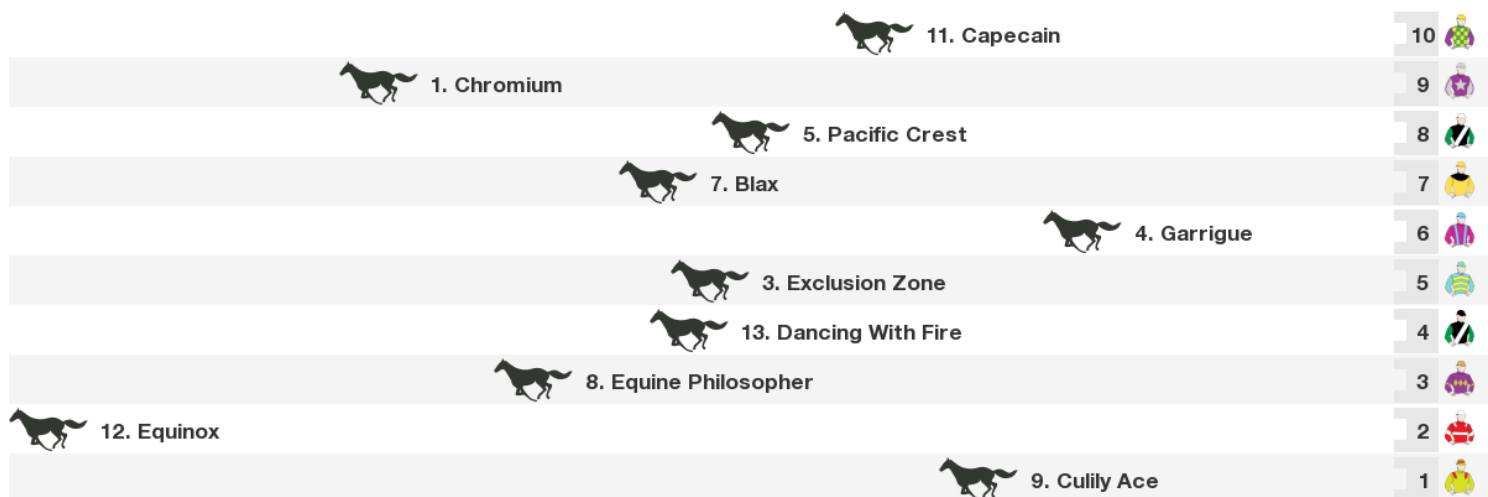 11. Capecain 10
1. Chromium 9
5. Pacific Crest 8
7. Blax 7
4. Garrigue 6
3. Exclusion Zone 5
13. Dancing With Fire 4
8. Equine Philosopher 3
12. Equinox 2
9. Culily Ace 1